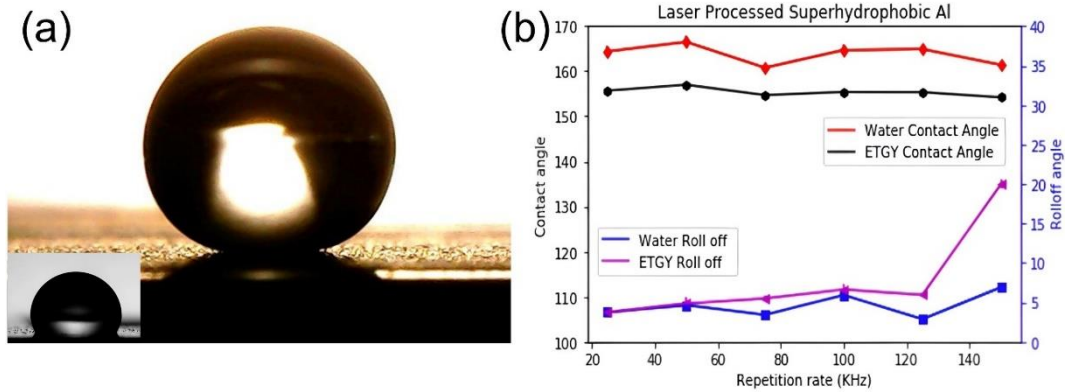 (a)
(b)
Laser Processed Superhydrophobic Al
Contact angle
170
160
150
140
130
120
110
100
Water Contact Angle
ETGY Contact Angle
Water Roll off
ETGY Roll off
40
35
30
25
20
15
10
5
0
Rolloff angle
20 40 60 80 100 120 140
Repetition rate (KHz)